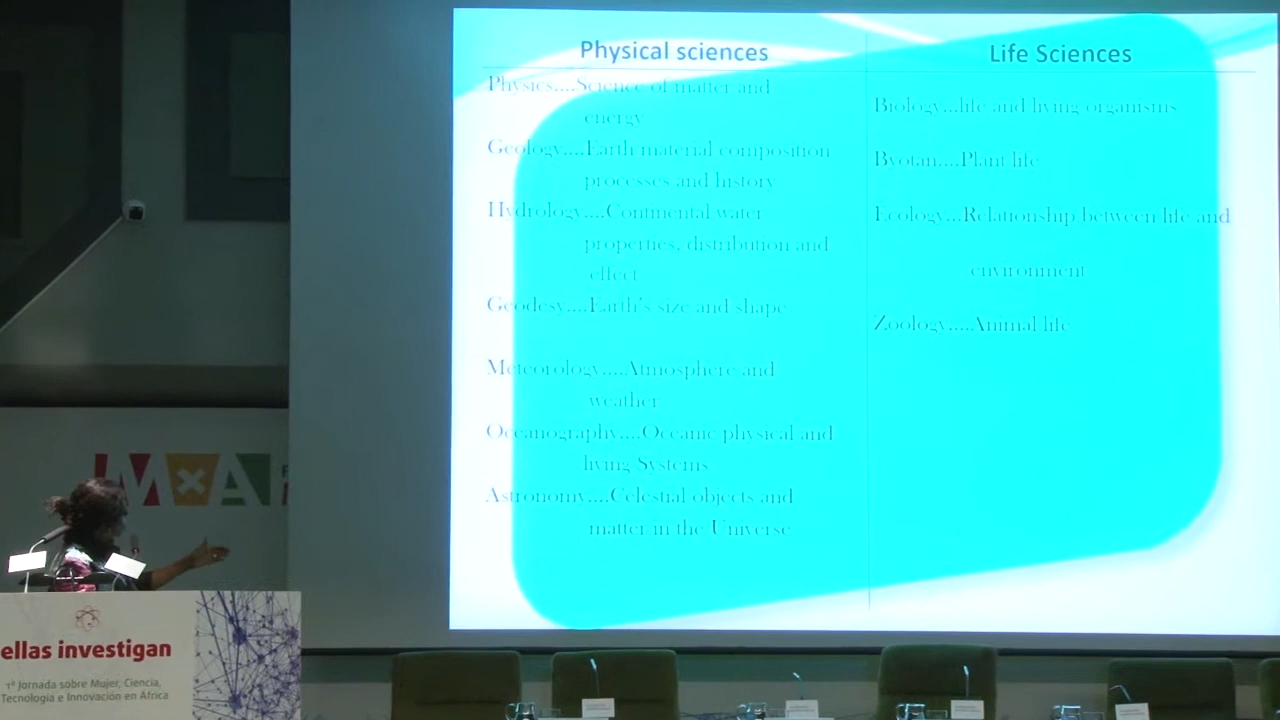 Physical sciences
Physics....Science of matter and
energy
Geology....Earth material composition
processes and history
Hydrology....Continental water
properties, distribution and
effect
Geodesy....Earth's size and shape
Meteorology....Atmosphere and
weather
Oceanography....Oceanic physical and
living Systems
Astronomy....Celestial objects and
matter in the Universe
Life Sciences
Biology...life and living organisms
Byotan....Plant life
Ecology...Relationship between life and
environment
Zoology....Animal life
MxA
ellas investigan
1ª Jornada sobre Mujer, Ciencia,
Tecnología e Innovación en África